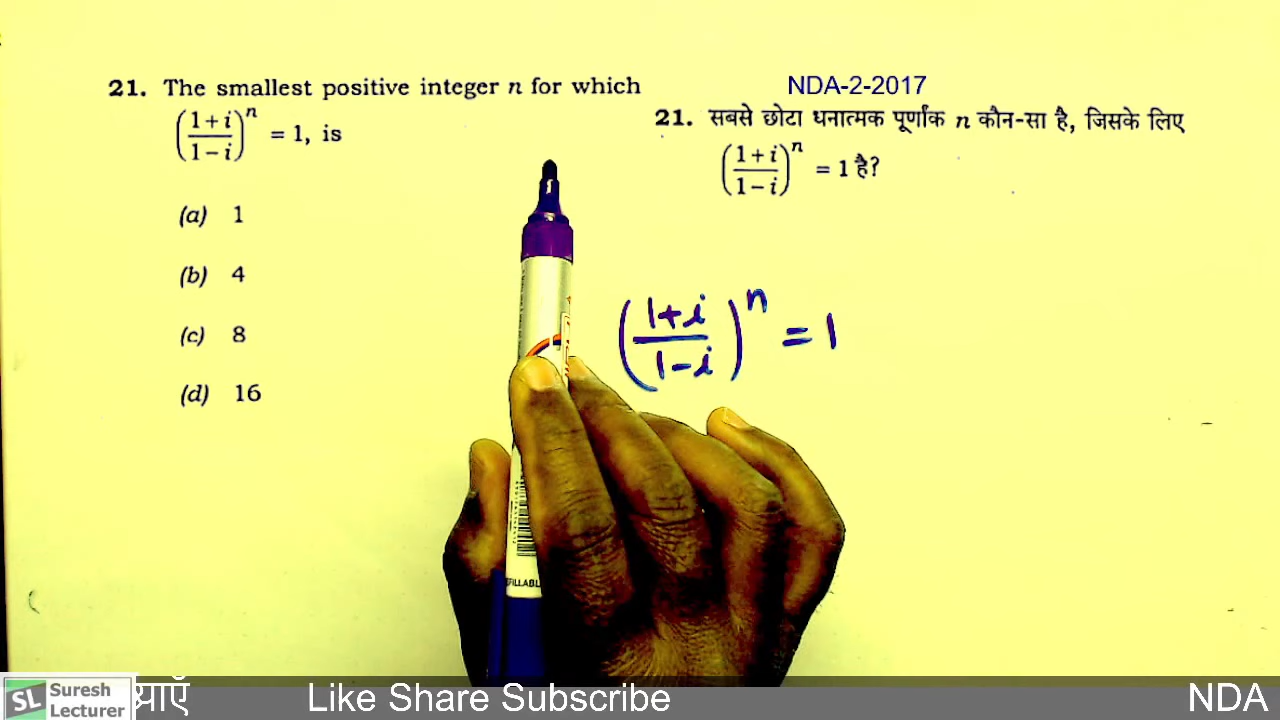 21. The smallest positive integer n for which
(1+i / 1−i)^n = 1, is
(a) 1
(b) 4
(c) 8
(d) 16
NDA-2-2017
21. सबसे छोटा धनात्मक पूर्णांक n कौन-सा है, जिसके लिए
(1+i / 1−i)^n = 1 है?
(1+i / 1−i)^n = 1
SL Suresh Lecturer
Like Share Subscribe
NDA